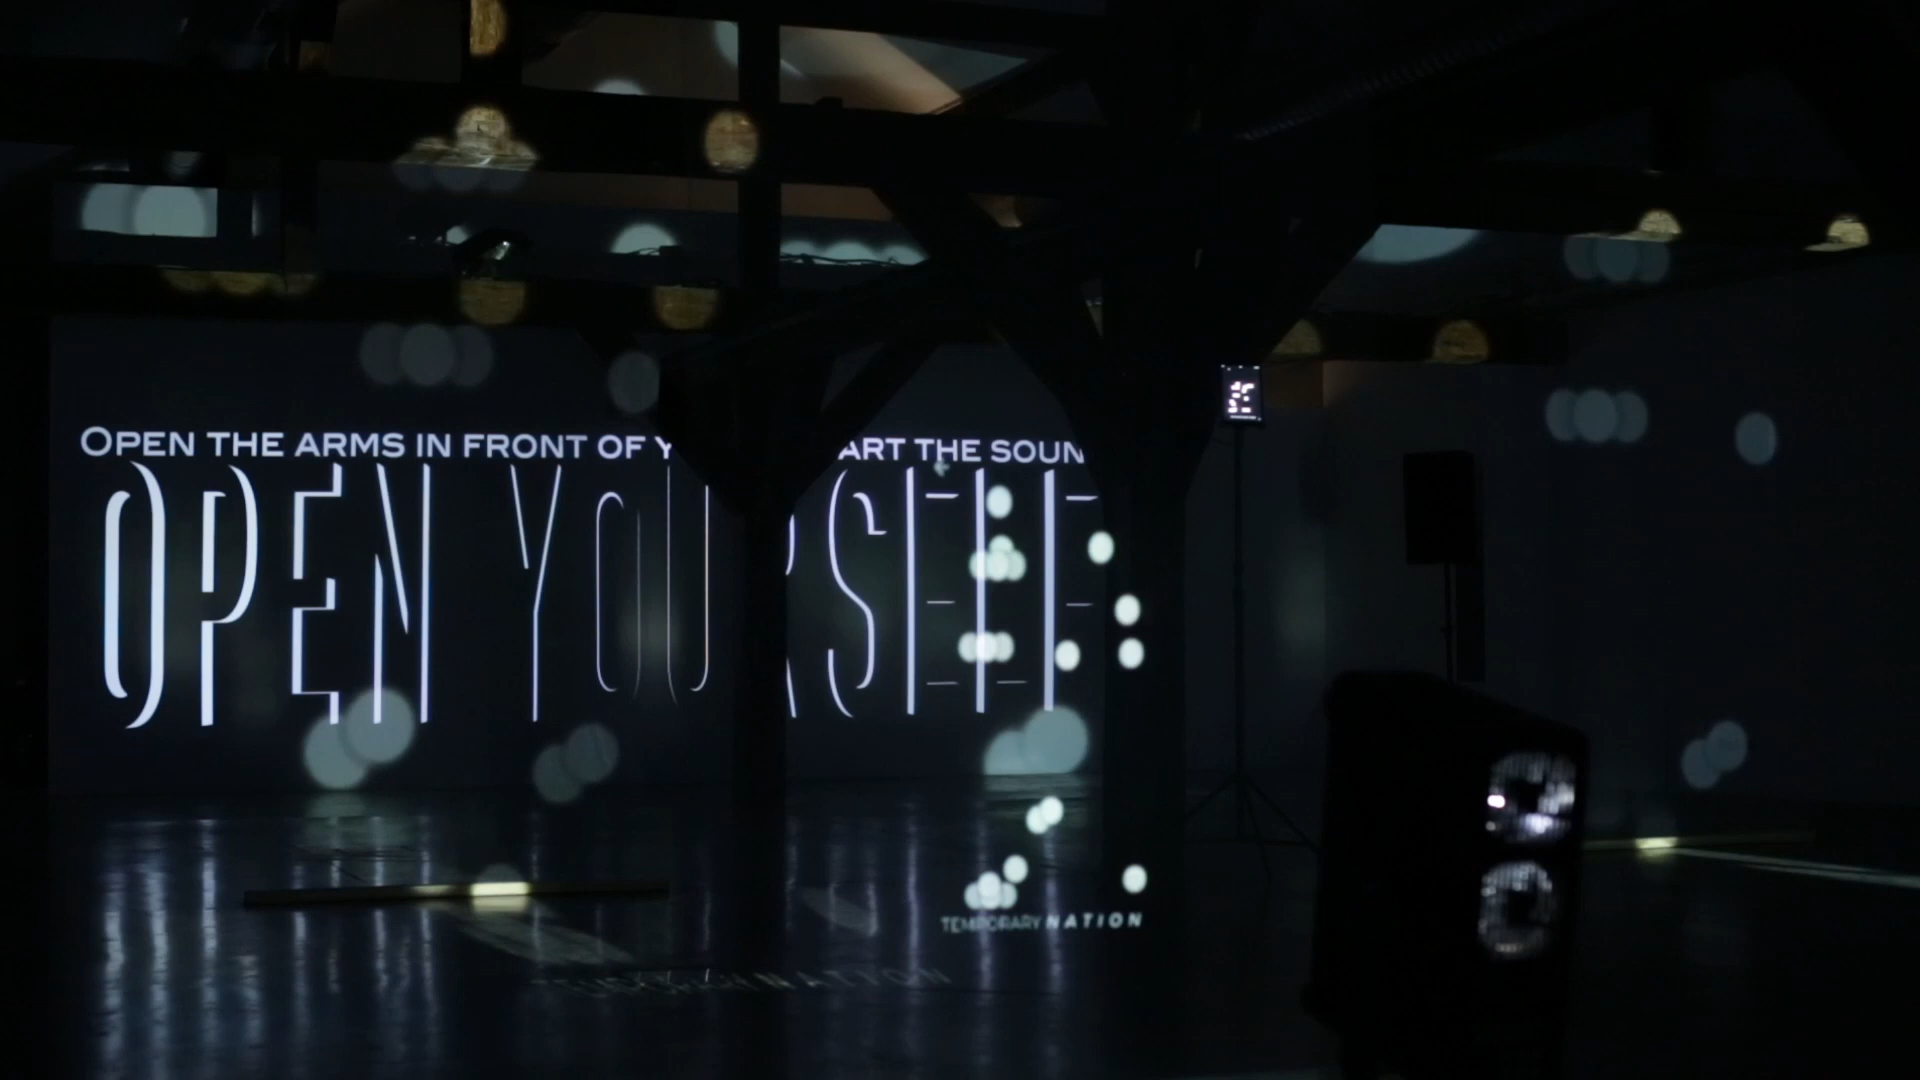 OPEN THE ARMS IN FRONT OF Y ART THE SOUN
OPEN YOURSELF
TEMPORARY NATION